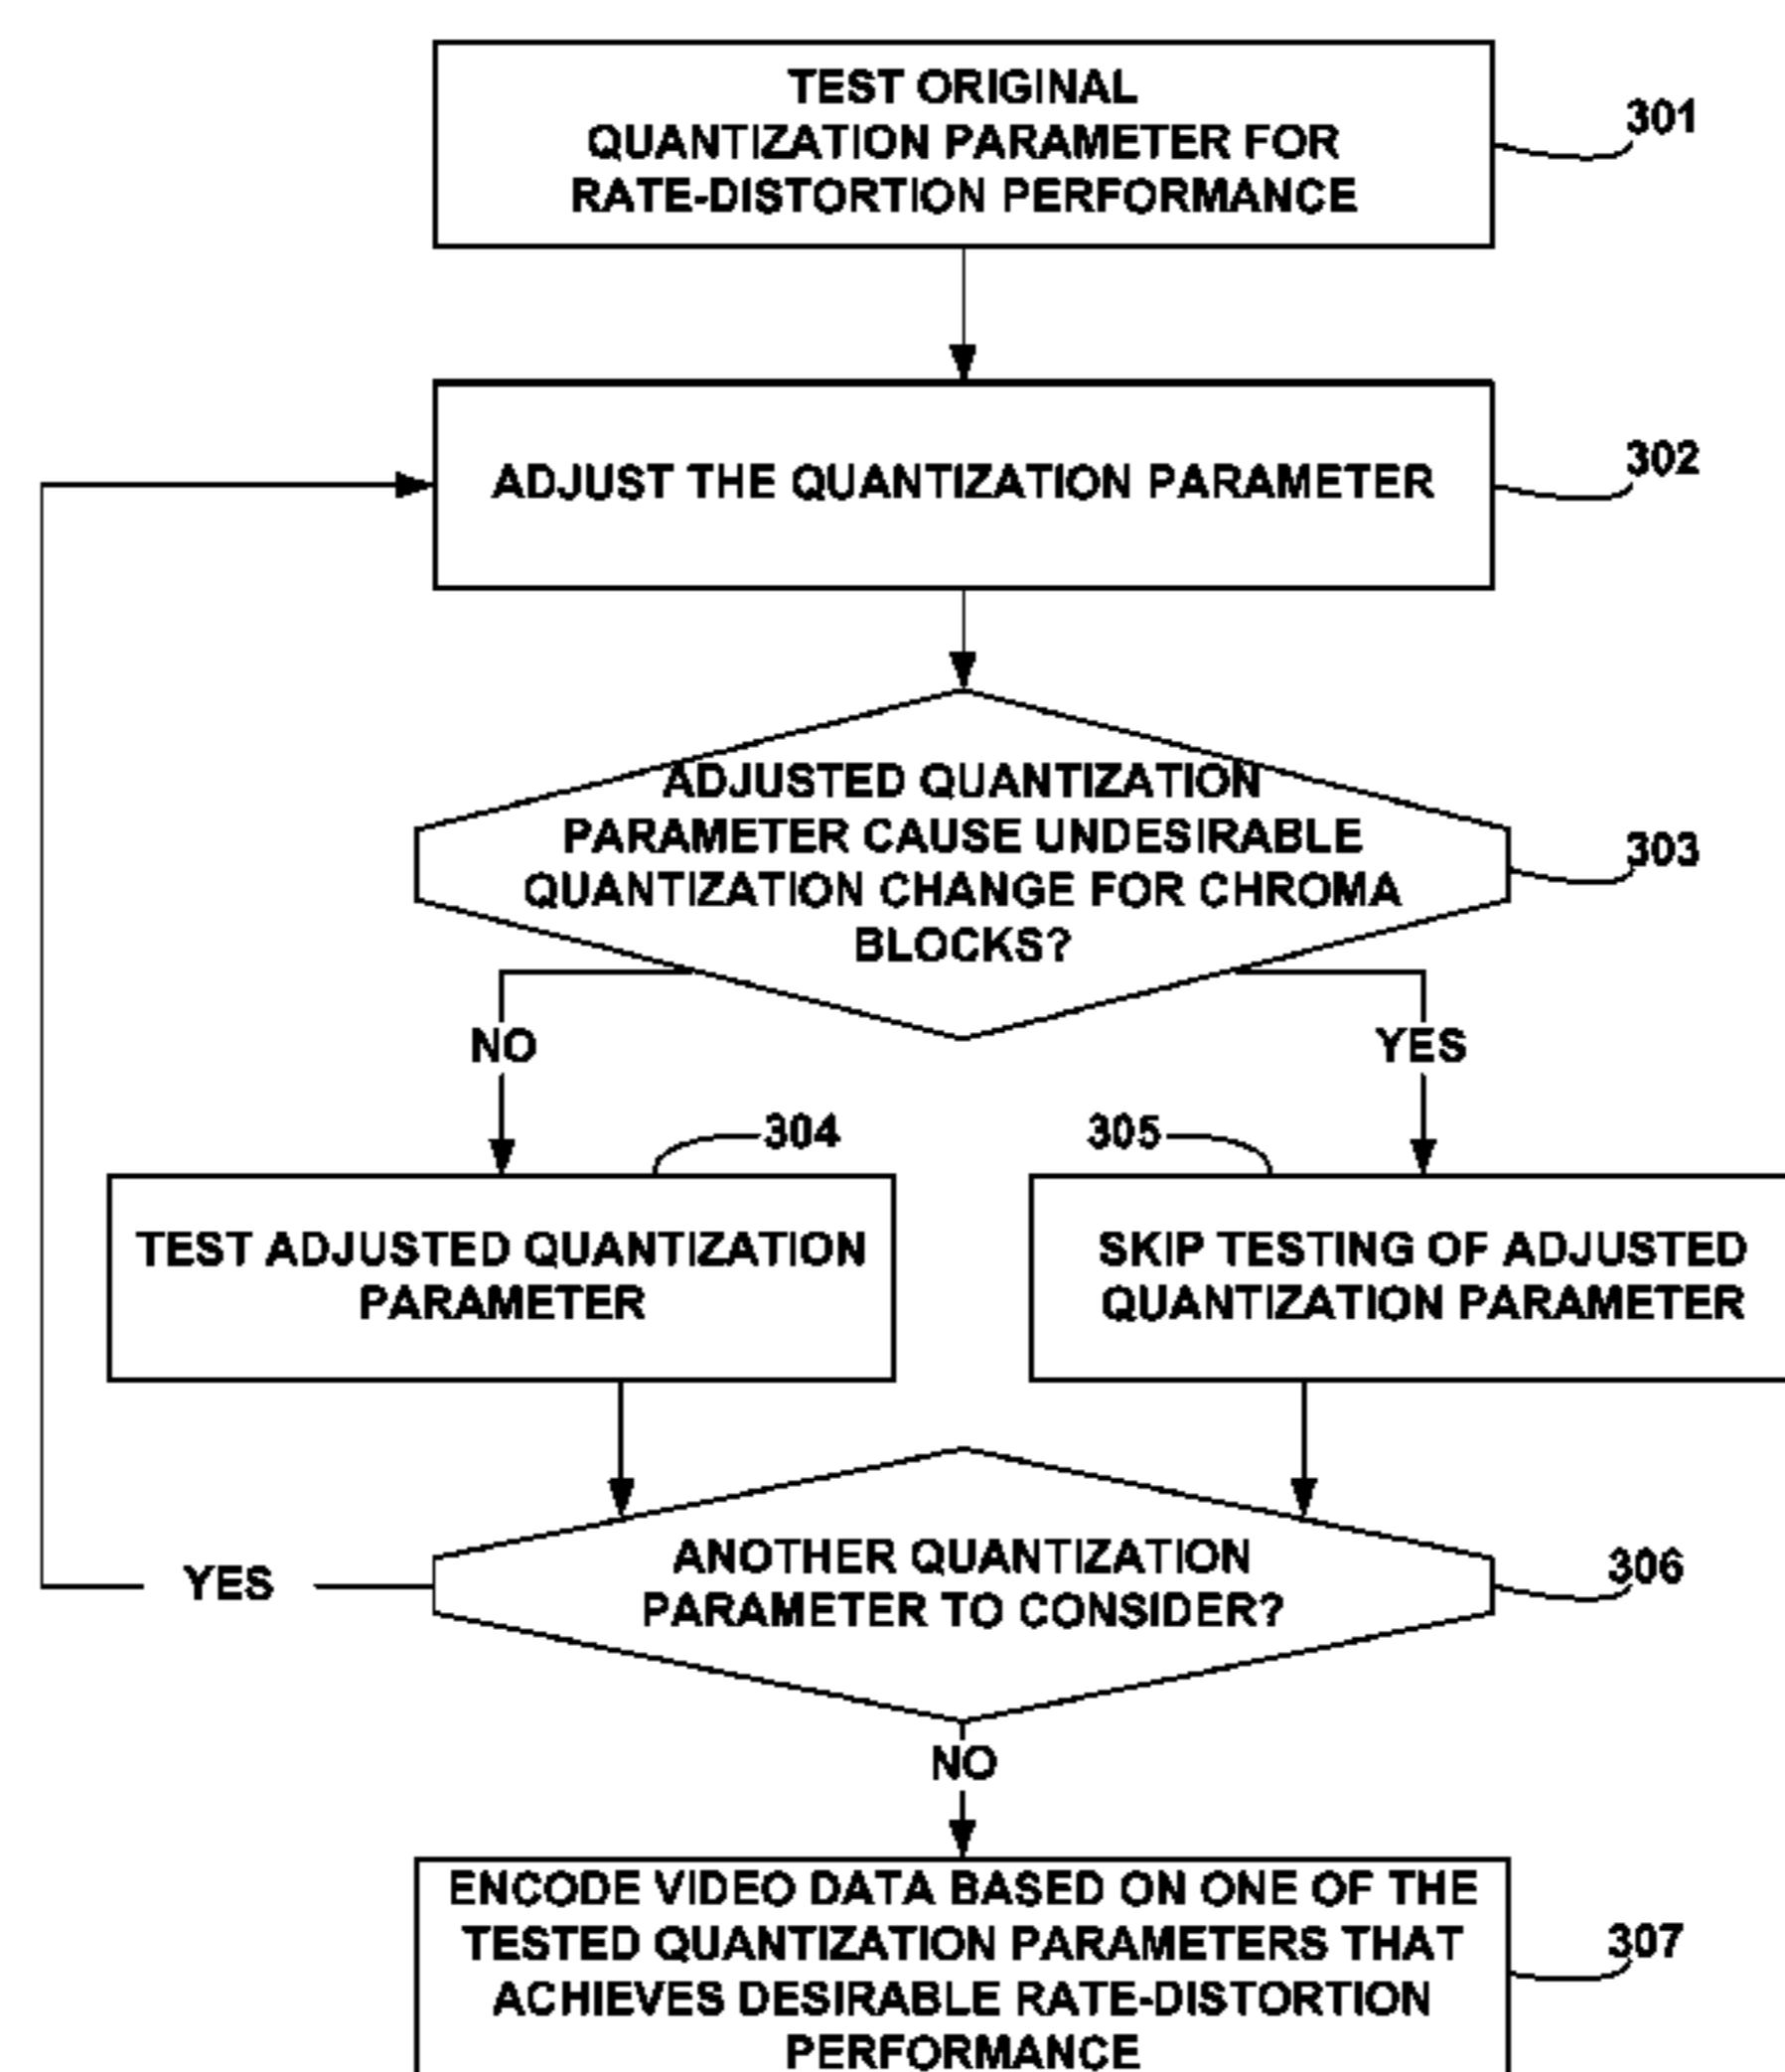 TEST ORIGINAL
QUANTIZATION PARAMETER FOR
RATE-DISTORTION PERFORMANCE
301
ADJUST THE QUANTIZATION PARAMETER
302
ADJUSTED QUANTIZATION
PARAMETER CAUSE UNDESIRABLE
QUANTIZATION CHANGE FOR CHROMA
BLOCKS?
303
NO
YES
304
305
TEST ADJUSTED QUANTIZATION
PARAMETER
SKIP TESTING OF ADJUSTED
QUANTIZATION PARAMETER
ANOTHER QUANTIZATION
PARAMETER TO CONSIDER?
306
YES
NO
ENCODE VIDEO DATA BASED ON ONE OF THE
TESTED QUANTIZATION PARAMETERS THAT
ACHIEVES DESIRABLE RATE-DISTORTION
PERFORMANCE
307